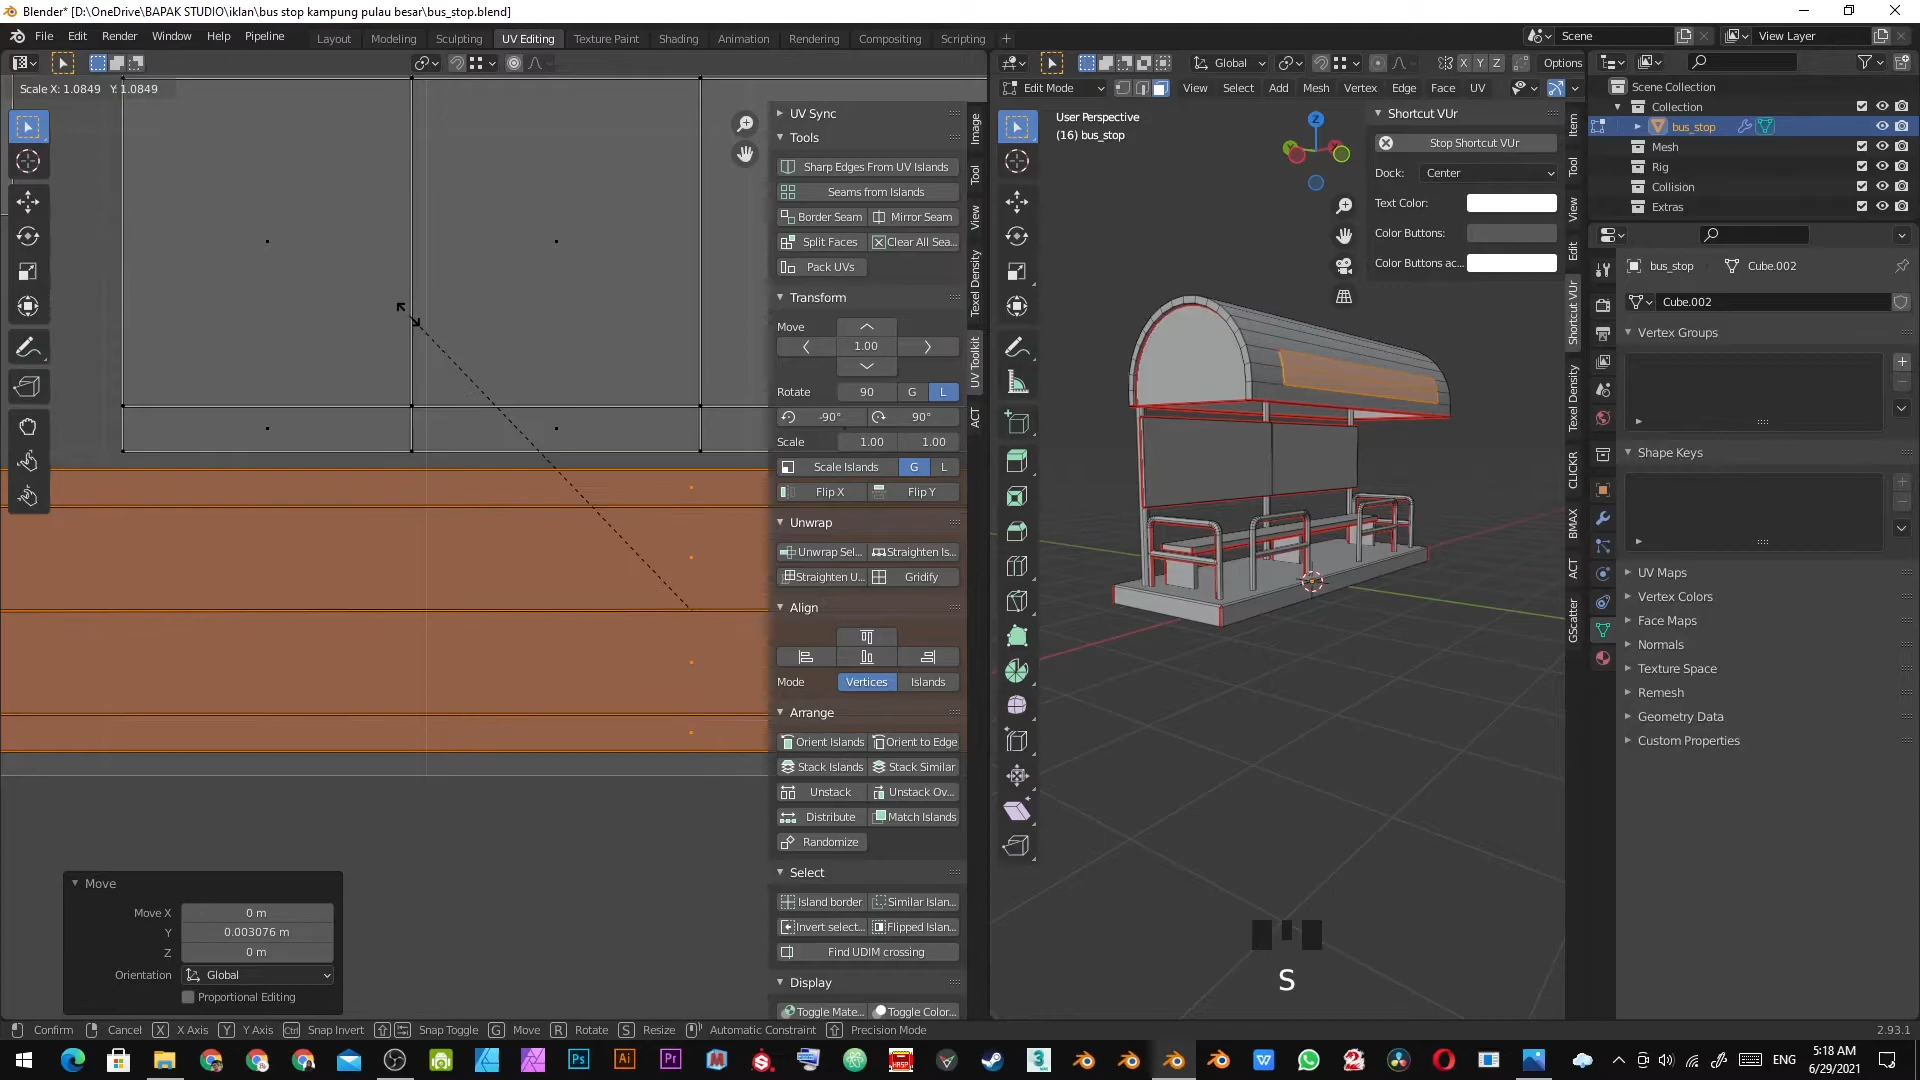 Blender* [D:\OneDrive\BAPAK STUDIO\iklan\bus stop kampung pulau besar\bus_stop.blend]
File Edit Render Window Help Pipeline
Layout Modeling Sculpting UV Editing Texture Paint Shading Animation Rendering Compositing Scripting +
Scene View Layer
Global X Y Z Options
Scale X: 1.0849 Y: 1.0849
Edit Mode View Select Add Mesh Vertex Edge Face UV
User Perspective
(16) bus_stop
Z
UV Sync
Tools
Sharp Edges From UV Islands
Seams from Islands
Border Seam Mirror Seam
Split Faces Clear All Sea...
Pack UVs
Transform
Move 1.00
Rotate 90 G L
-90° 90°
Scale 1.00 1.00
Scale Islands G L
Flip X Flip Y
Unwrap
Unwrap Sel... Straighten Is...
Straighten U... Gridify
Align
Mode Vertices Islands
Arrange
Orient Islands Orient to Edge
Stack Islands Stack Similar
Unstack Unstack Ov...
Distribute Match Islands
Randomize
Select
Island border Similar Islan...
Invert select... Flipped Islan...
Find UDIM crossing
Display
Toggle Mate... Toggle Color...
Image
Tool
View
Texel Density
UV Toolkit
ACT
Shortcut VUr
Stop Shortcut VUr
Dock: Center
Text Color:
Color Buttons:
Color Buttons ac...
Item
Tool
View
Edit
Shortcut VUr
Texel Density
CLICKR
BMAX
ACT
GScatter
Scene Collection
Collection
bus_stop
Mesh
Rig
Collision
Extras
bus_stop Cube.002
Cube.002
Vertex Groups
Shape Keys
UV Maps
Vertex Colors
Face Maps
Normals
Texture Space
Remesh
Geometry Data
Custom Properties
Move
Move X 0 m
Y 0.003076 m
Z 0 m
Orientation Global
Proportional Editing
S
Confirm Cancel X X Axis Y Y Axis Ctrl Snap Invert Snap Toggle G Move R Rotate S Resize Automatic Constraint Precision Mode
2.93.1
Ps Ai Pr
ENG
5:18 AM
6/29/2021